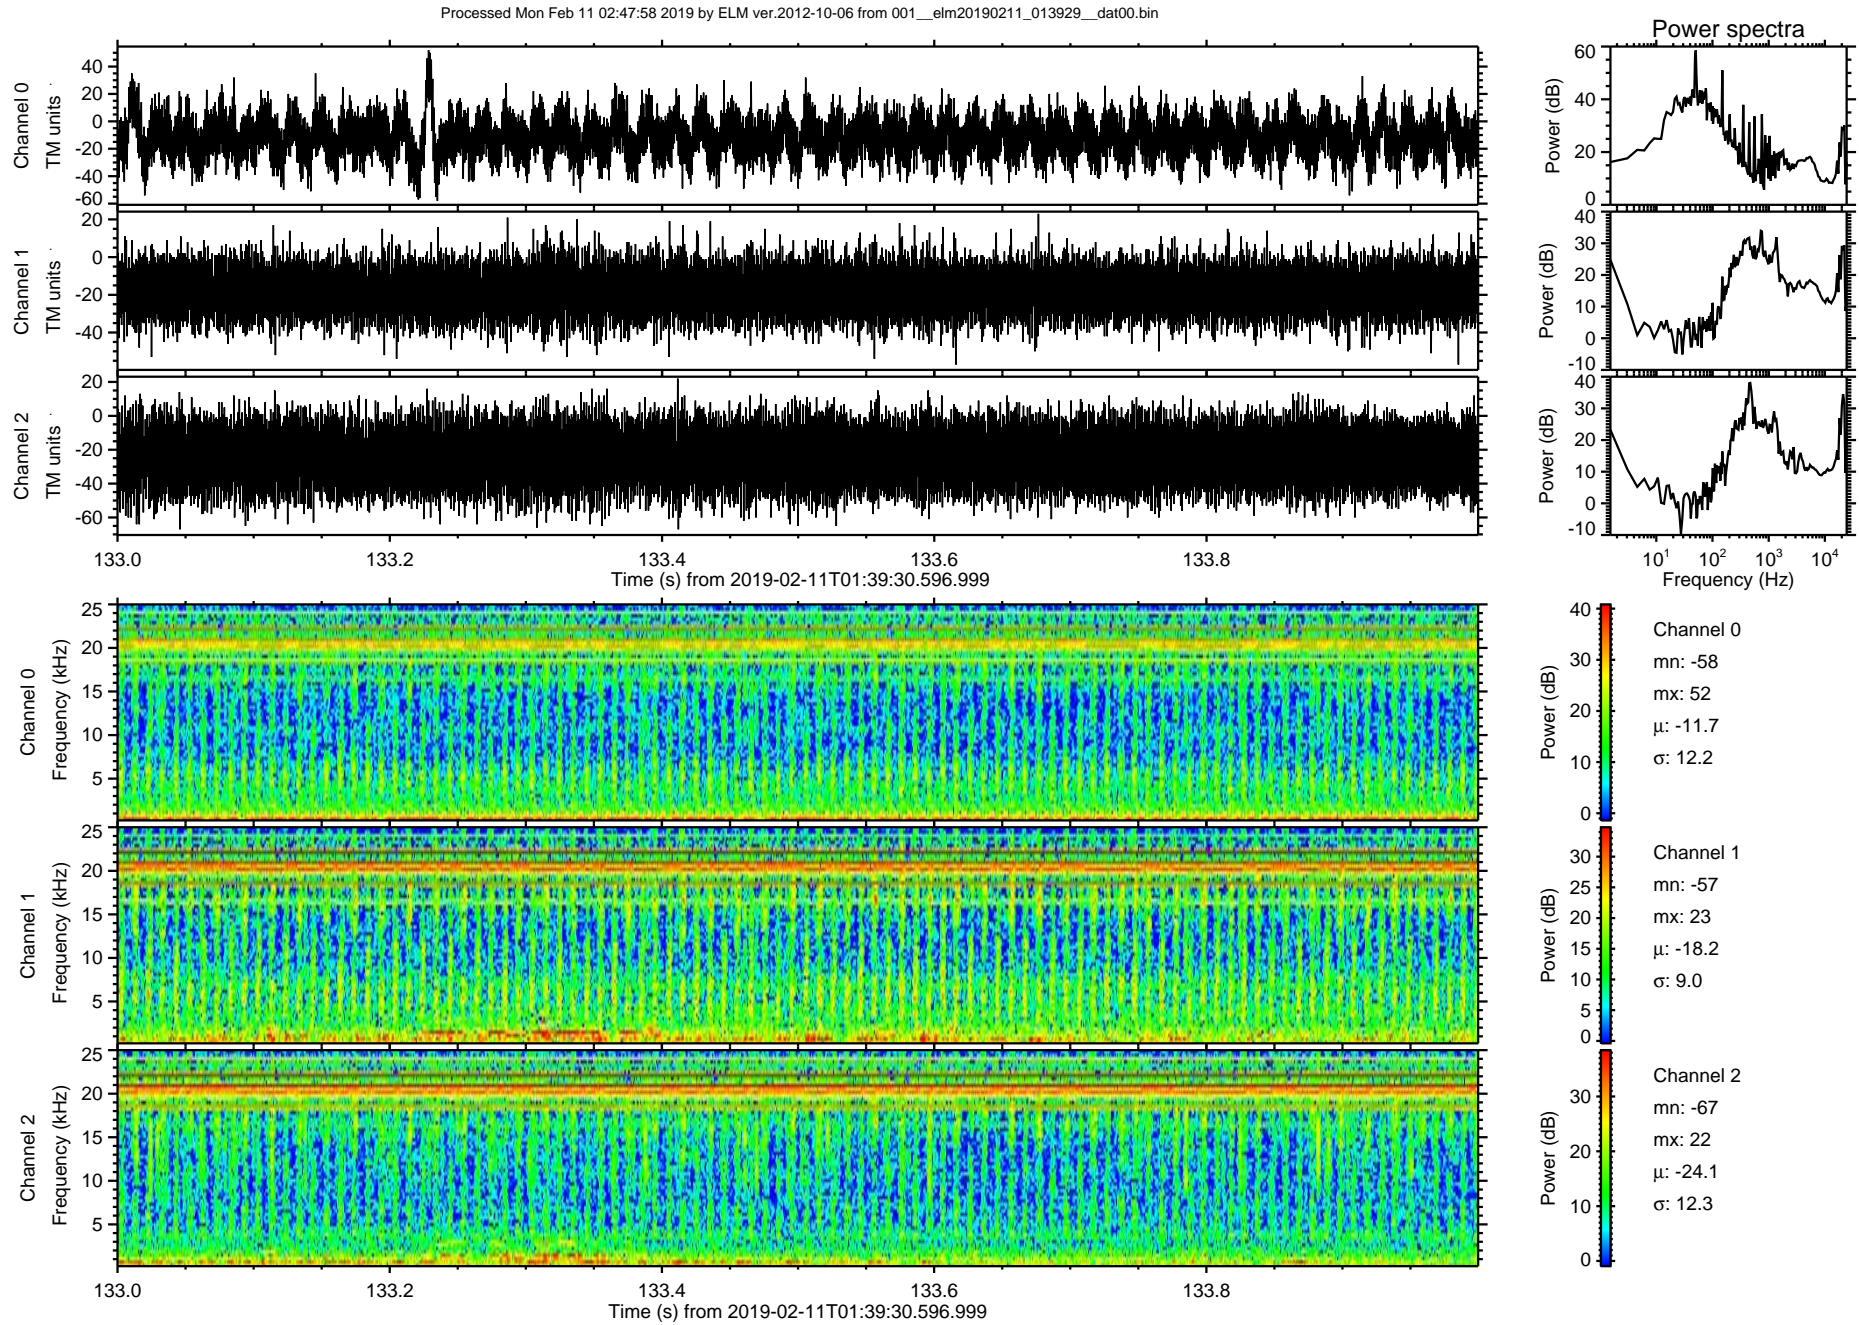 Processed Mon Feb 11 02:47:58 2019 by ELM ver.2012-10-06 from 001__elm20190211_013929__dat00.bin
Power spectra
Channel 0
TM units
40
20
0
-20
-40
-60
Power (dB)
60
40
20
0
Channel 1
TM units
20
0
-20
-40
Power (dB)
40
30
20
10
0
-10
Channel 2
TM units
20
0
-20
-40
-60
Power (dB)
40
30
20
10
0
-10
133.0 133.2 133.4 133.6 133.8
Time (s) from 2019-02-11T01:39:30.596.999
10¹ 10² 10³ 10⁴
Frequency (Hz)
Channel 0
Frequency (kHz)
25
20
15
10
5
Power (dB)
40
30
20
10
0
Channel 0
mn: -58
mx: 52
μ: -11.7
σ: 12.2
Channel 1
Frequency (kHz)
25
20
15
10
5
Power (dB)
30
25
20
15
10
5
0
Channel 1
mn: -57
mx: 23
μ: -18.2
σ: 9.0
Channel 2
Frequency (kHz)
25
20
15
10
5
Power (dB)
30
20
10
0
Channel 2
mn: -67
mx: 22
μ: -24.1
σ: 12.3
133.0 133.2 133.4 133.6 133.8
Time (s) from 2019-02-11T01:39:30.596.999